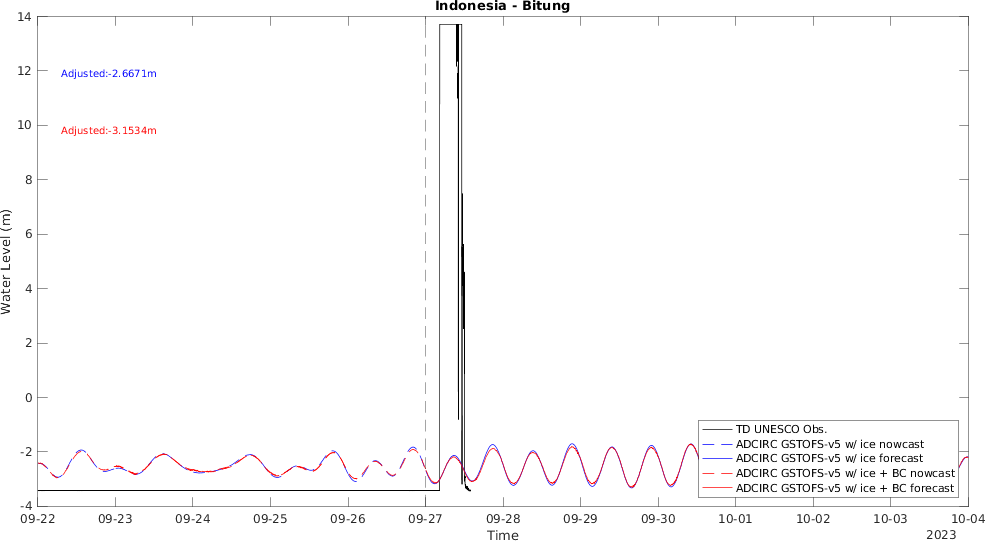 Indonesia - Bitung
14
12
10
8
6
4
2
0
-2
-4
Water Level (m)
Adjusted:-2.6671m
Adjusted:-3.1534m
TD UNESCO Obs.
ADCIRC GSTOFS-v5 w/ ice nowcast
ADCIRC GSTOFS-v5 w/ ice forecast
ADCIRC GSTOFS-v5 w/ ice + BC nowcast
ADCIRC GSTOFS-v5 w/ ice + BC forecast
09-22 09-23 09-24 09-25 09-26 09-27 09-28 09-29 09-30 10-01 10-02 10-03 10-04
Time
2023